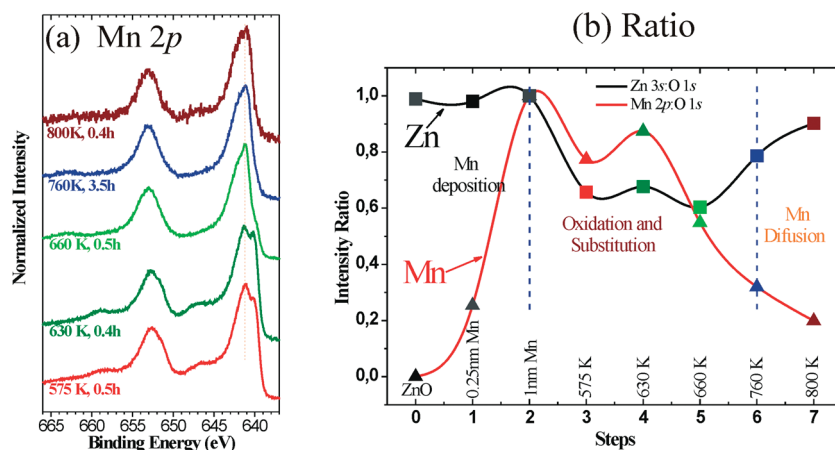 (a) Mn 2p
800K, 0.4h
760K, 3.5h
660 K, 0.5h
630 K, 0.4h
575 K, 0.5h
Normalized Intensity
665 660 655 650 645 640
Binding Energy (eV)
(b) Ratio
Zn 3s:O 1s
Mn 2p:O 1s
Zn
Mn
deposition
Mn
Oxidation and
Substitution
Mn
Difusion
Intensity Ratio
1,0
0,8
0,6
0,4
0,2
0,0
ZnO
0.25nm Mn
1nm Mn
575 K
630 K
660 K
760 K
800 K
0 1 2 3 4 5 6 7
Steps